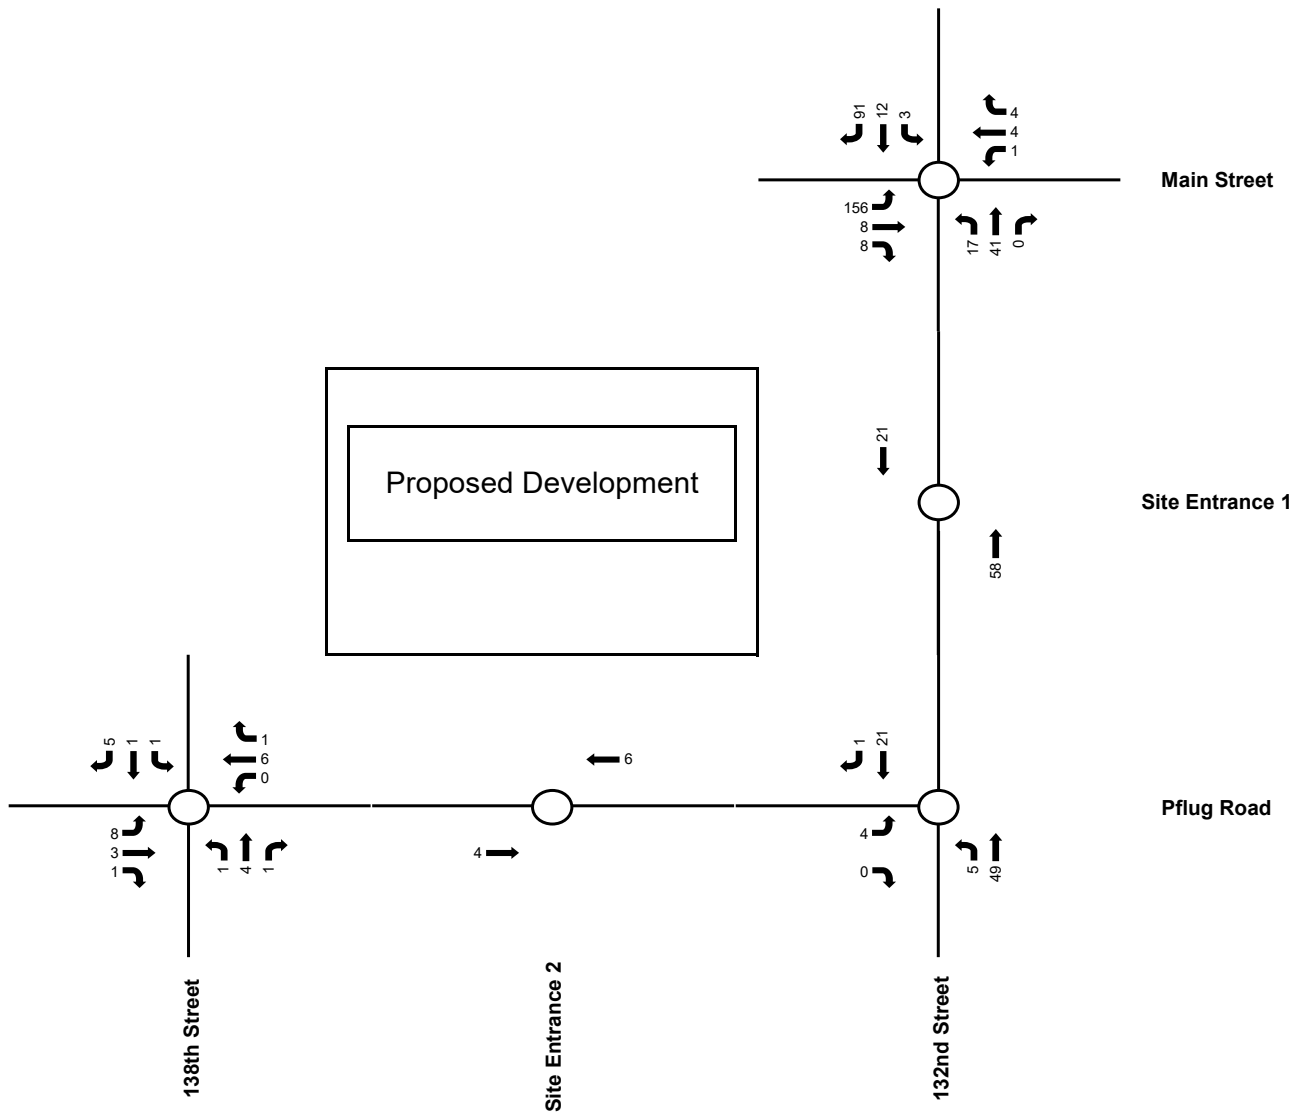 91 12 3
4
4
1
Main Street
156
8
8
17 41 0
21
Proposed Development
Site Entrance 1
58
5 1 1
1
6
0
6
1 21
Pflug Road
8
3
1
1 4 1
4
4
0
5 49
138th Street
Site Entrance 2
132nd Street